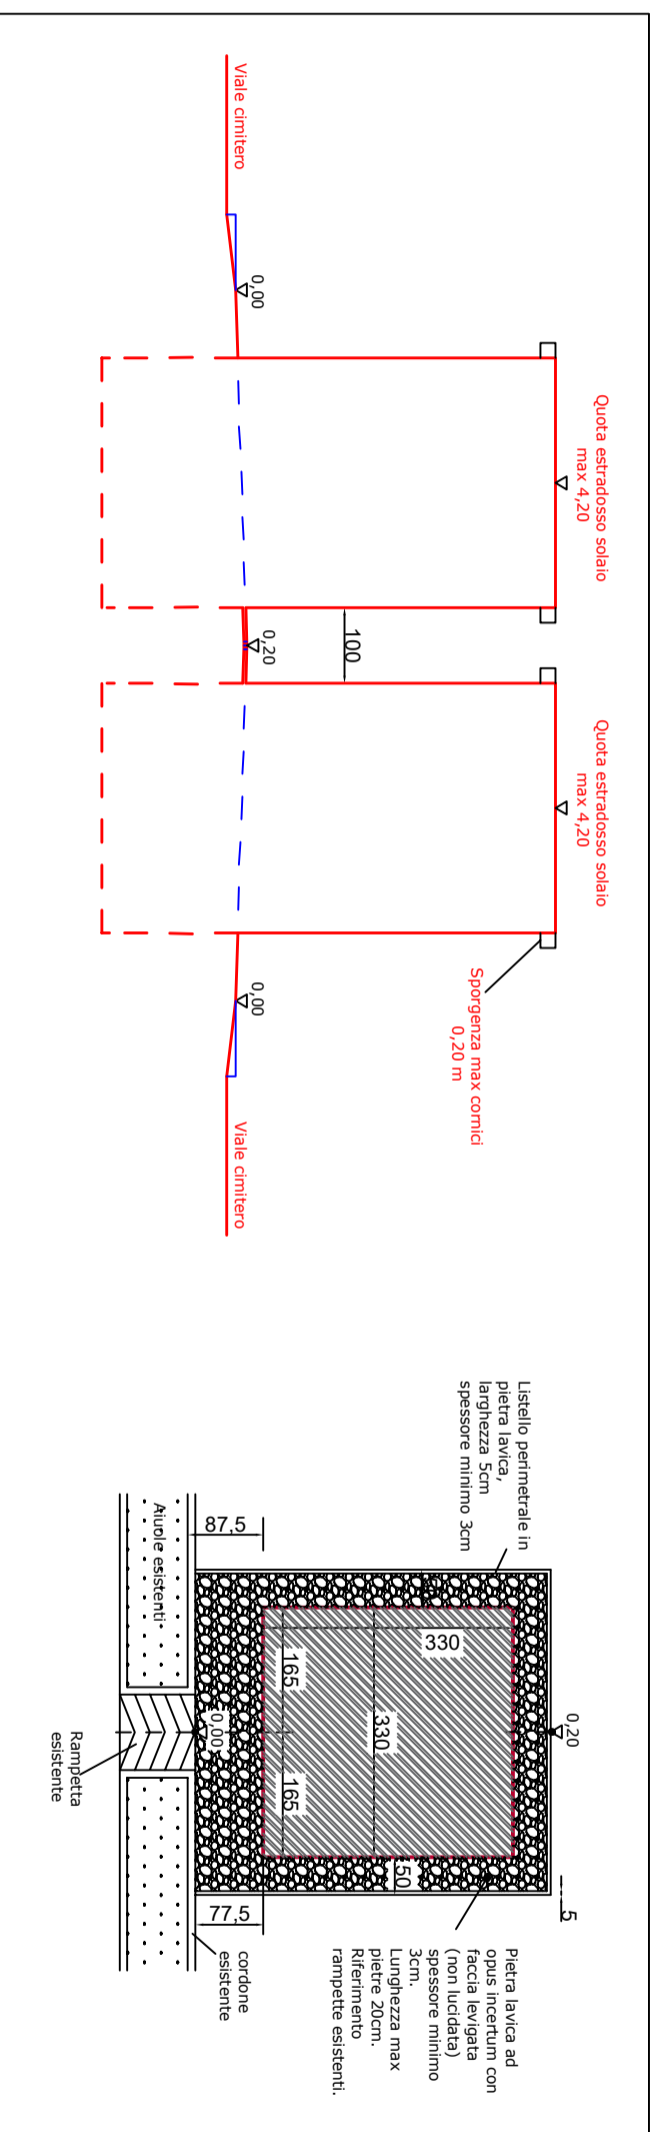 Viale cimitero
0,00
Quota estradosso solaio
max 4,20
100
0,20
Quota estradosso solaio
max 4,20
Sporgenza max cornici
0,20 m
0,00
Viale cimitero
Listello perimetrale in
pietra lavica,
larghezza 5cm
spessore minimo 3cm
87,5
Aiuole esistenti
330
165
330
165
0,00
0,20
50
5
77,5
Rampetta
esistente
cordone
esistente
Pietra lavica ad
opus incertum con
faccia levigata
(non lucidata)
spessore minimo
3cm.
Lunghezza max
pietre 20cm.
Riferimento
rampette esistenti.